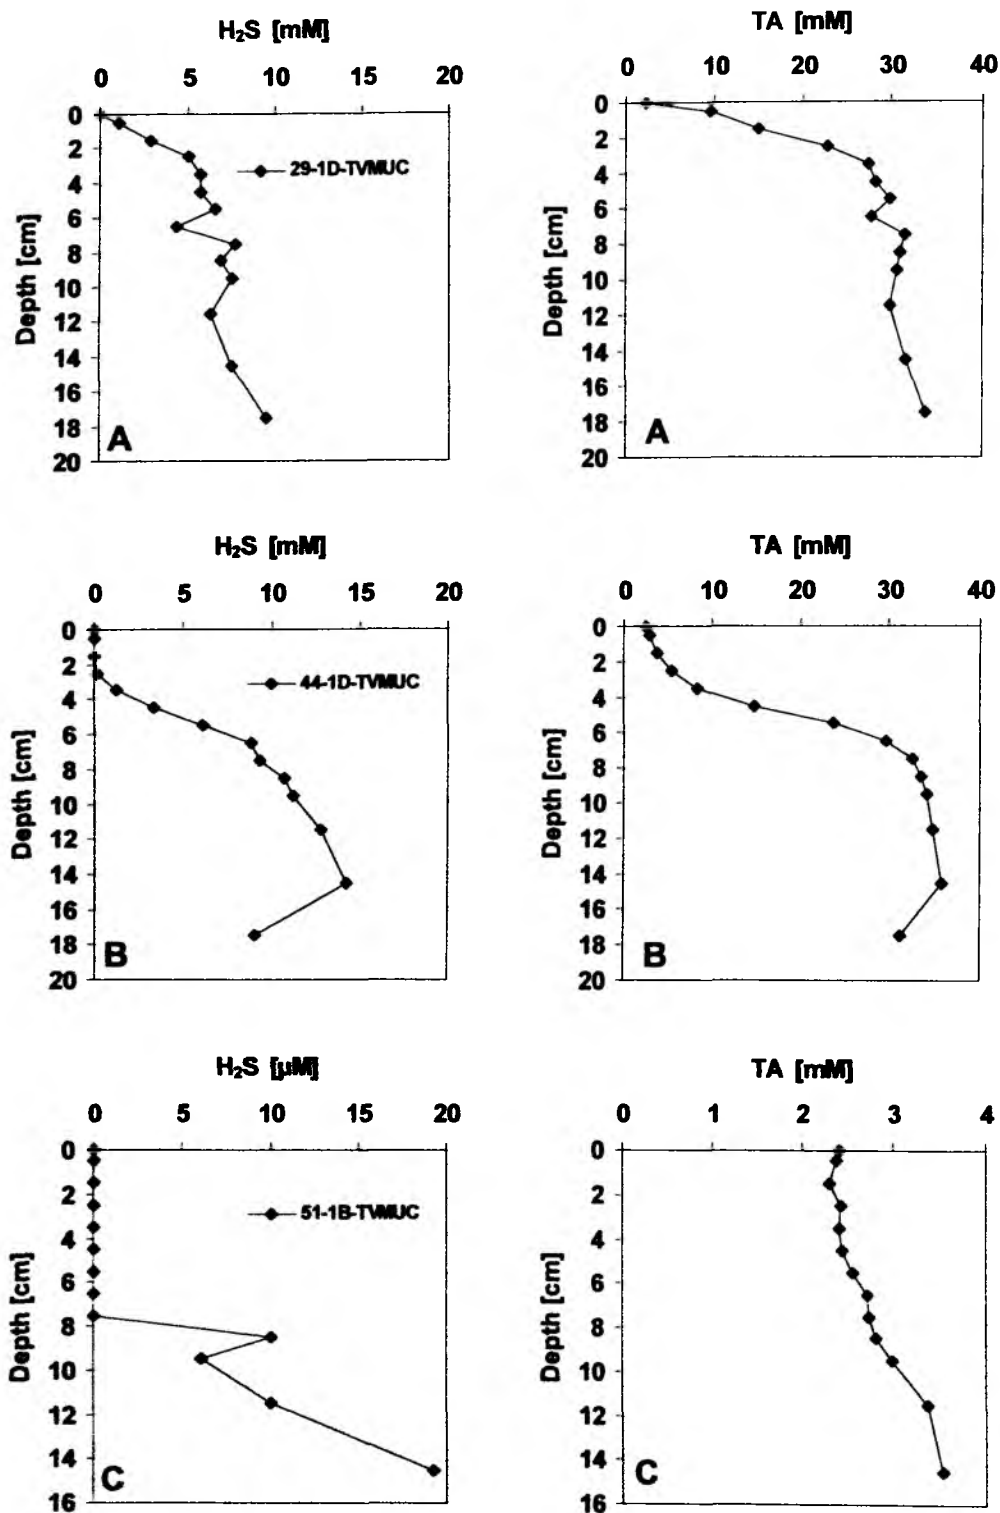 H₂S [mM]
0 5 10 15 20
0
2
4
6
8
10
12
14
16
18
20
Depth [cm]
29-1D-TVMUC
A
TA [mM]
0 10 20 30 40
0
2
4
6
8
10
12
14
16
18
20
Depth [cm]
A
H₂S [mM]
0 5 10 15 20
0
2
4
6
8
10
12
14
16
18
20
Depth [cm]
44-1D-TVMUC
B
TA [mM]
0 10 20 30 40
0
2
4
6
8
10
12
14
16
18
20
Depth [cm]
B
H₂S [µM]
0 5 10 15 20
0
2
4
6
8
10
12
14
16
Depth [cm]
51-1B-TVMUC
C
TA [mM]
0 1 2 3 4
0
2
4
6
8
10
12
14
16
Depth [cm]
C